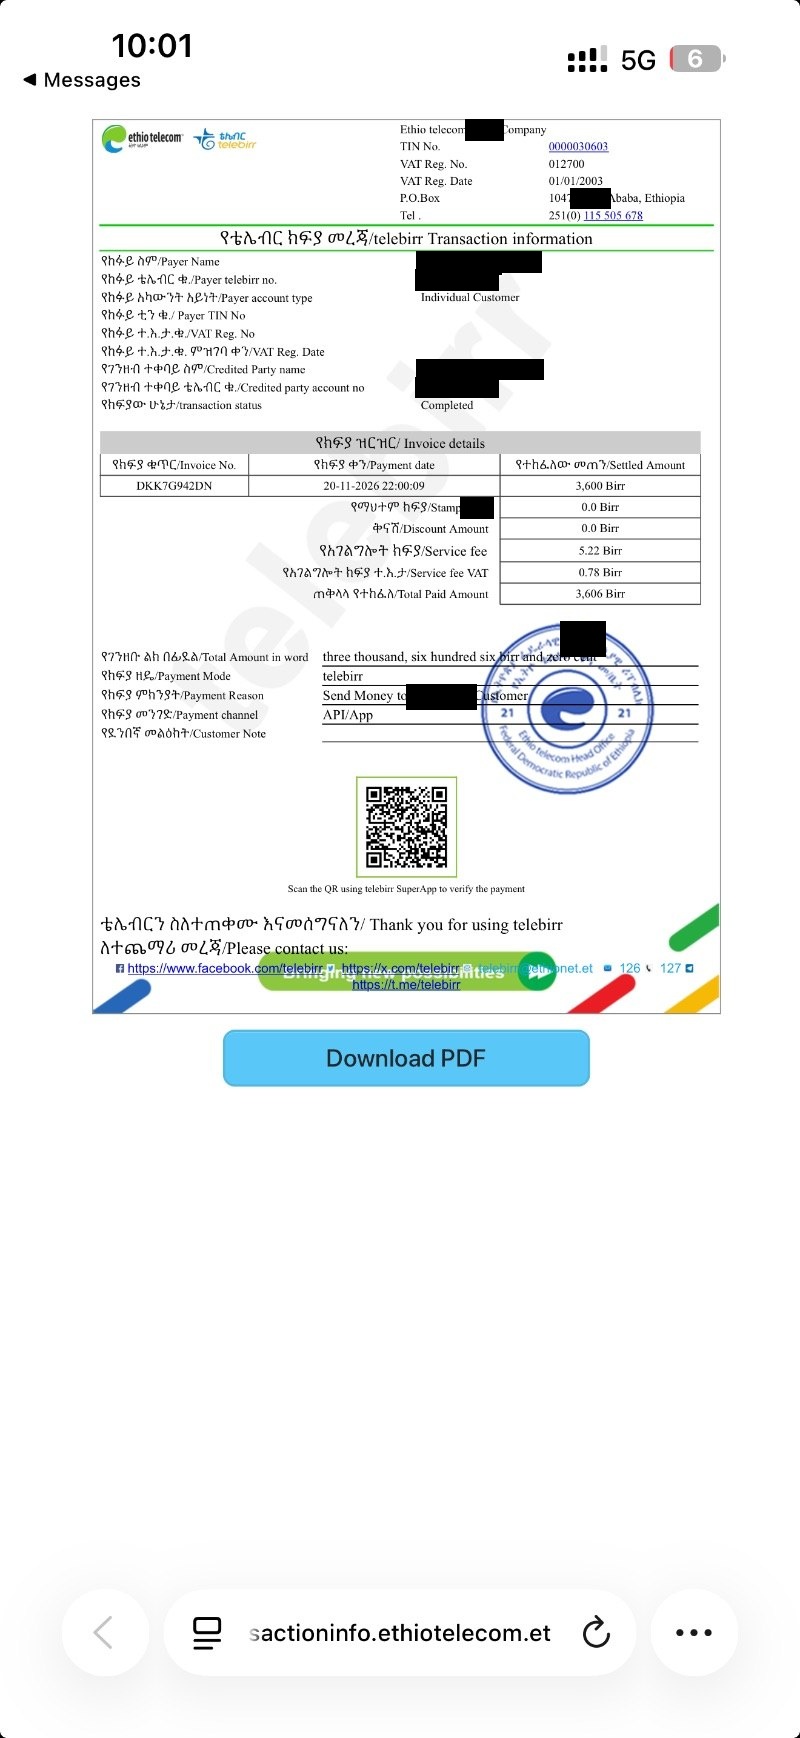 10:01
5G
6
Messages
ethio telecom
ኢትዮ ቴሌኮም
ቴሌብር
telebirr
Ethio telecom Company
TIN No. 0000030603
VAT Reg. No. 012700
VAT Reg. Date 01/01/2003
P.O.Box 1047 baba, Ethiopia
Tel . 251(0) 115 505 678
የቴሌብር ክፍያ መረጃ/telebirr Transaction information
የከፋይ ስም/Payer Name
የከፋይ ቴሌብር ቁ./Payer telebirr no.
የከፋይ አካውንት አይነት/Payer account type Individual Customer
የከፋይ ቲን ቁ./ Payer TIN No
የከፋይ ተ.እ.ታ.ቁ./VAT Reg. No
የከፋይ ተ.እ.ታ.ቁ. ምዝገባ ቀን/VAT Reg. Date
የገንዘብ ተቀባይ ስም/Credited Party name
የገንዘብ ተቀባይ ቴሌብር ቁ./Credited party account no
የክፍያው ሁኔታ/transaction status Completed
telebirr
የክፍያ ዝርዝር/ Invoice details
የክፍያ ቁጥር/Invoice No. የክፍያ ቀን/Payment date የተከፈለው መጠን/Settled Amount
DKK7G942DN 20-11-2026 22:00:09 3,600 Birr
የማህተም ክፍያ/Stamp 0.0 Birr
ቅናሽ/Discount Amount 0.0 Birr
የአገልግሎት ክፍያ/Service fee 5.22 Birr
የአገልግሎት ክፍያ ተ.እ.ታ/Service fee VAT 0.78 Birr
ጠቅላላ የተከፈለ/Total Paid Amount 3,606 Birr
የገንዘቡ ልክ በፊደል/Total Amount in word three thousand, six hundred six birr and zero cent
የክፍያ ዘዴ/Payment Mode telebirr
የክፍያ ምክንያት/Payment Reason Send Money to Customer
የክፍያ መንገድ/Payment channel API/App
የደንበኛ መልዕክት/Customer Note
21 21
Ethio telecom Head Office
Federal Democratic Republic of Ethiopia
Scan the QR using telebirr SuperApp to verify the payment
ቴሌብርን ስለተጠቀሙ እናመሰግናለን/ Thank you for using telebirr
ለተጨማሪ መረጃ/Please contact us:
https://www.facebook.com/telebirr https://x.com/telebirr telebirr@ethionet.et 126 127
https://t.me/telebirr
Bringing new possibilities
Download PDF
sactioninfo.ethiotelecom.et